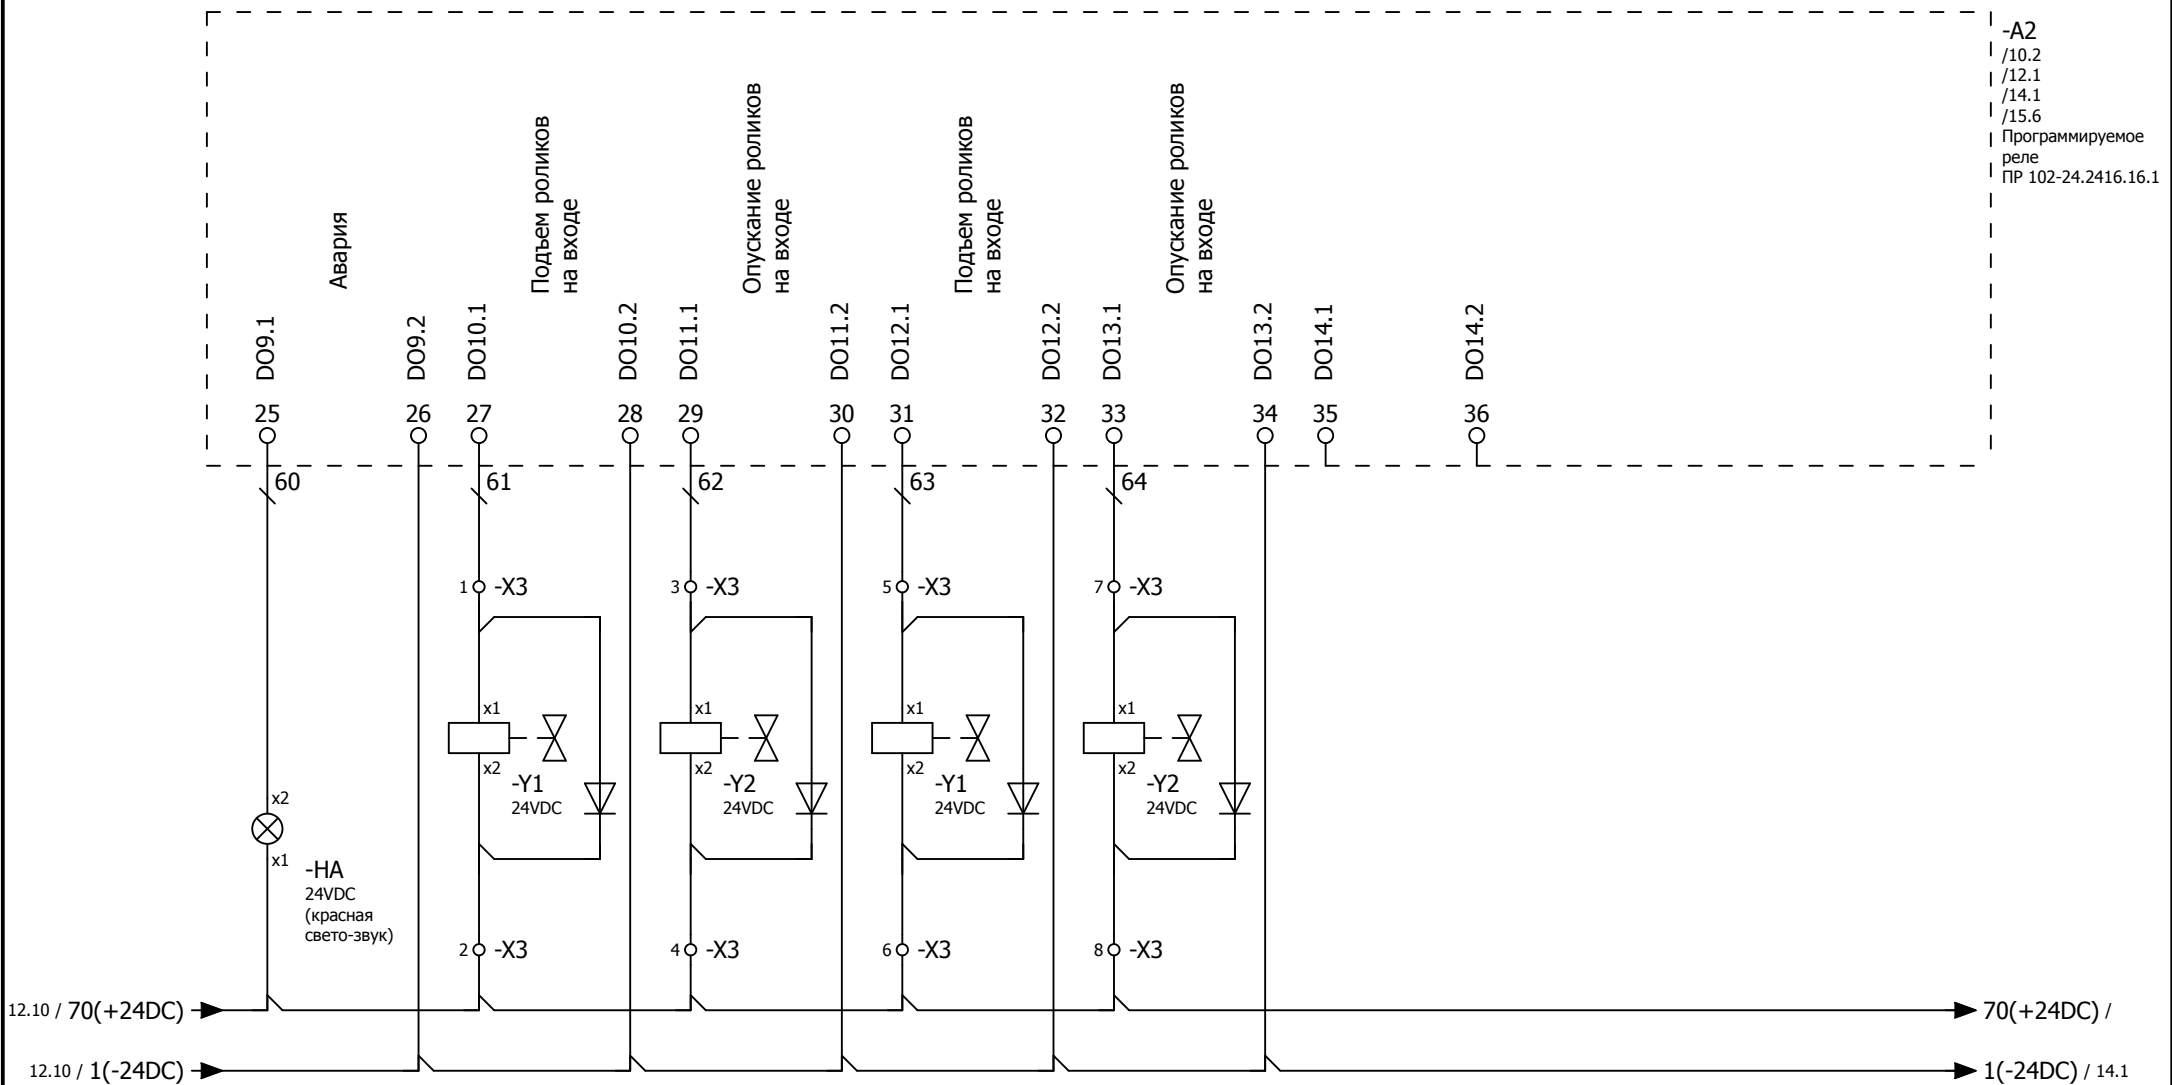 -A2
/10.2
/12.1
/14.1
/15.6
Программируемое
реле
ПР 102-24.2416.16.1
Авария
Подъем роликов
на входе
Опускание роликов
на входе
Подъем роликов
на входе
Опускание роликов
на входе
DO9.1
DO9.2
DO10.1
DO10.2
DO11.1
DO11.2
DO12.1
DO12.2
DO13.1
DO13.2
DO14.1
DO14.2
25
26
27
28
29
30
31
32
33
34
35
36
60
61
62
63
64
1
-X3
3
-X3
5
-X3
7
-X3
x1
x1
x1
x1
x2
x2
x2
x2
-Y1
24VDC
-Y2
24VDC
-Y1
24VDC
-Y2
24VDC
x2
x1
-HA
24VDC
(красная
свето-звук)
2
-X3
4
-X3
6
-X3
8
-X3
12.10 / 70(+24DC)
70(+24DC) /
12.10 / 1(-24DC)
1(-24DC) / 14.1